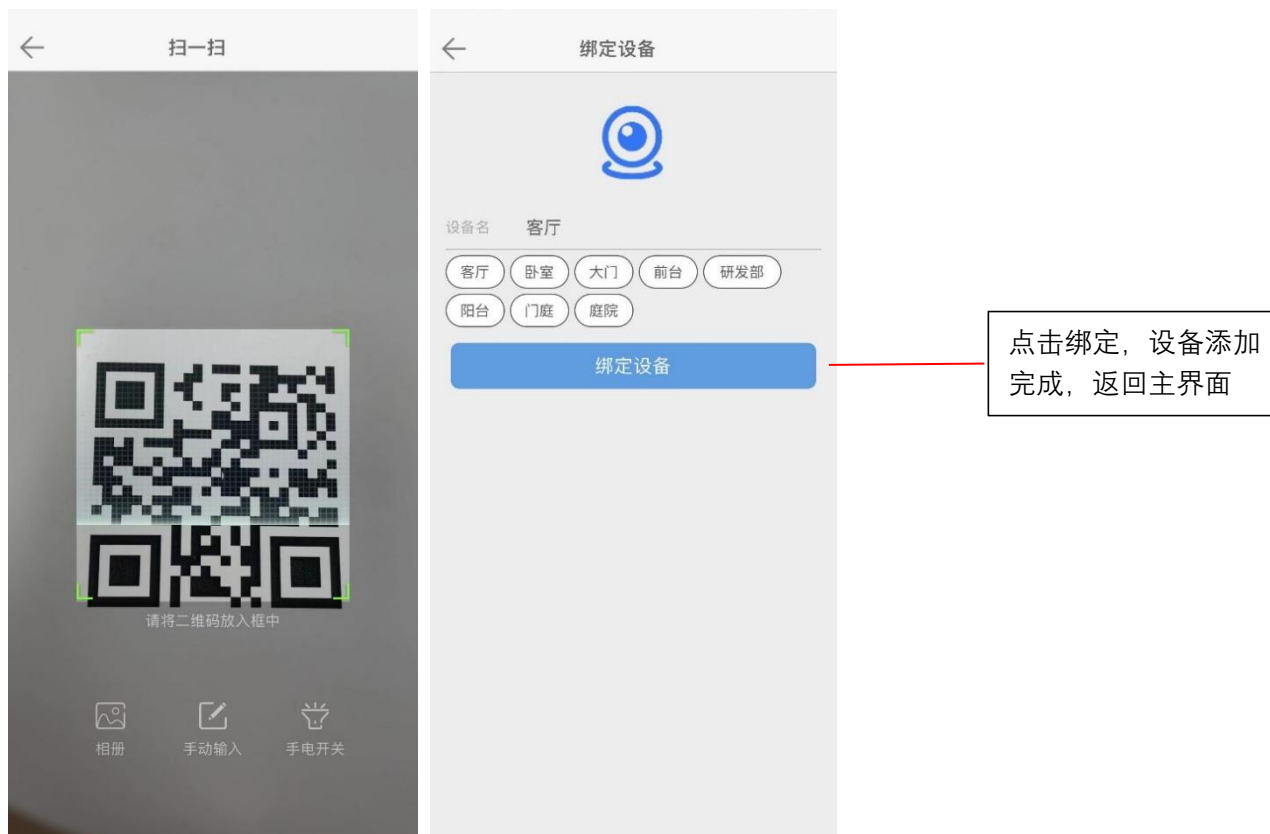 扫一扫
请将二维码放入框中
相册
手动输入
手电开关
绑定设备
设备名 客厅
客厅 卧室 大门 前台 研发部
阳台 门庭 庭院
绑定设备
点击绑定，设备添加
完成，返回主界面